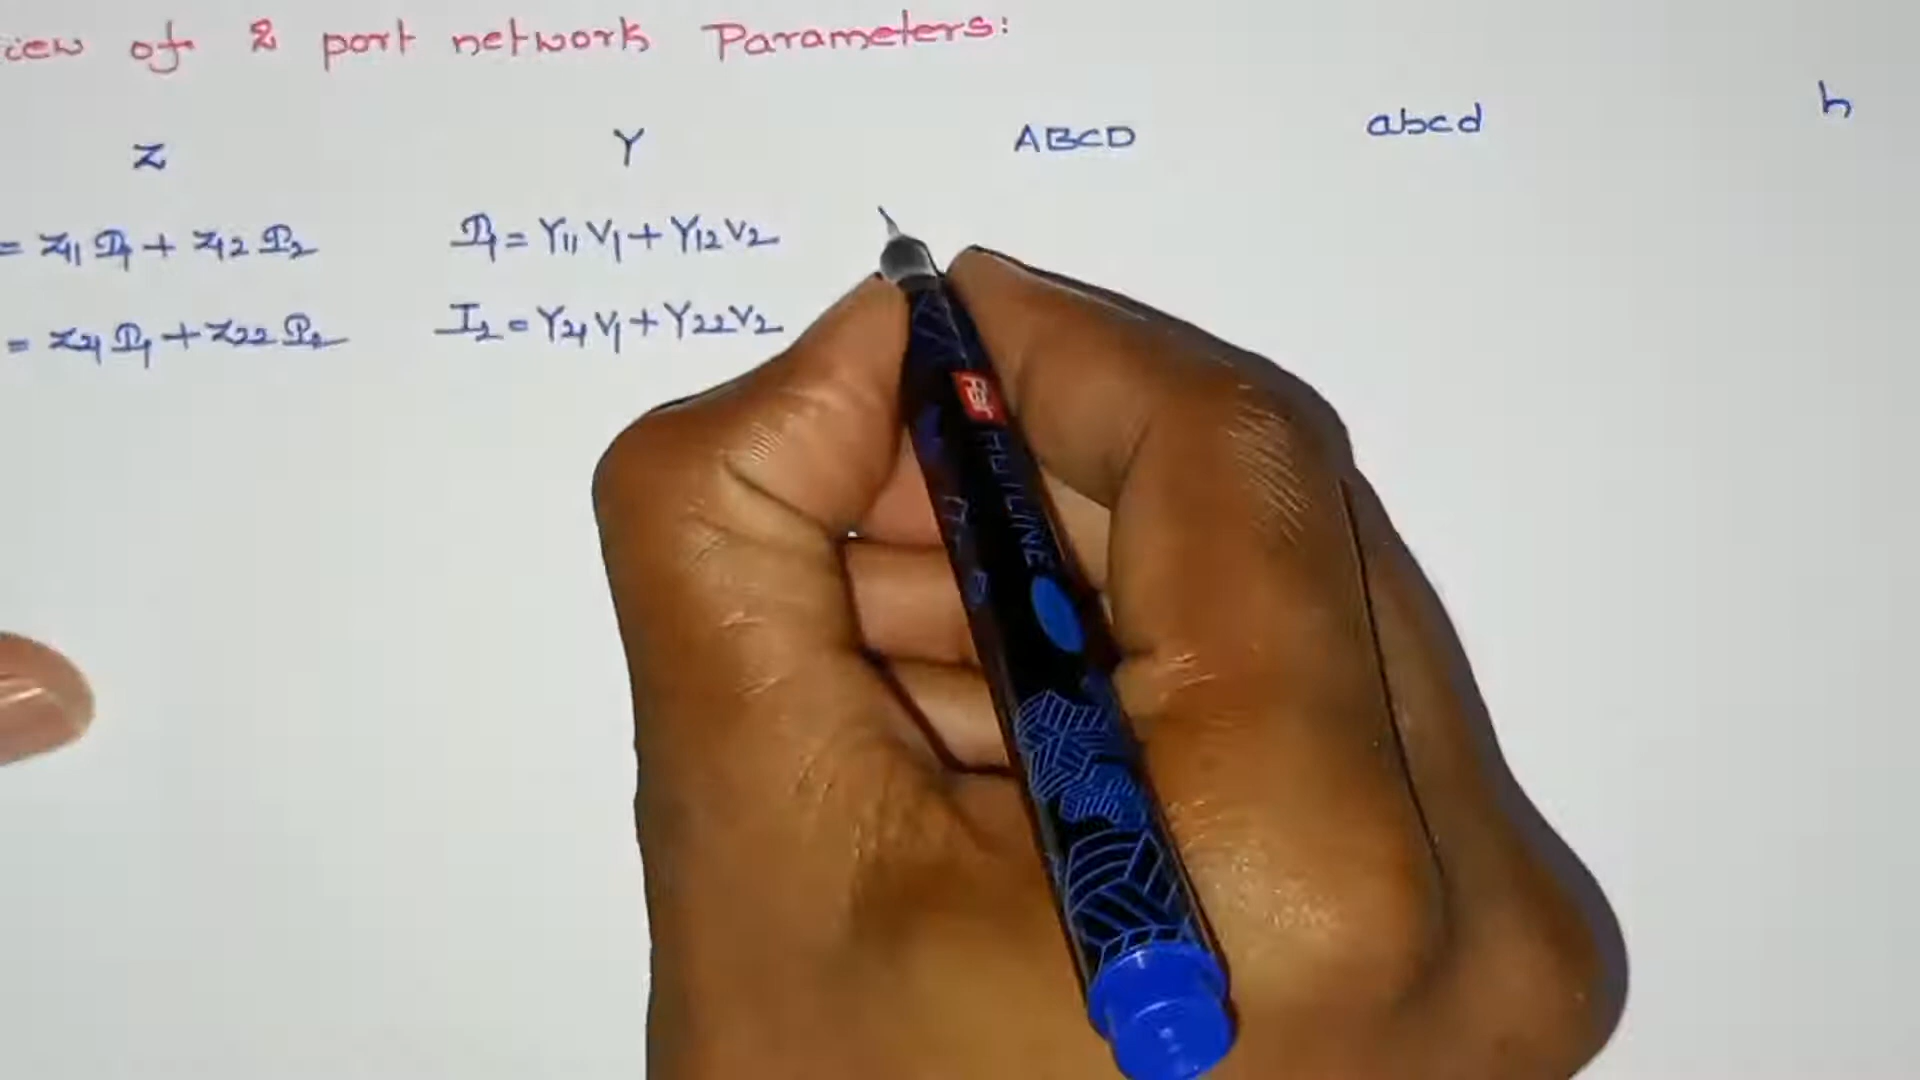 iew of 2 port network Parameters:
Z Y ABCD abcd h
= Z11 I1 + Z12 I2 I1 = Y11 V1 + Y12 V2
= Z21 I1 + Z22 I2 I2 = Y21 V1 + Y22 V2
HAUTLINE